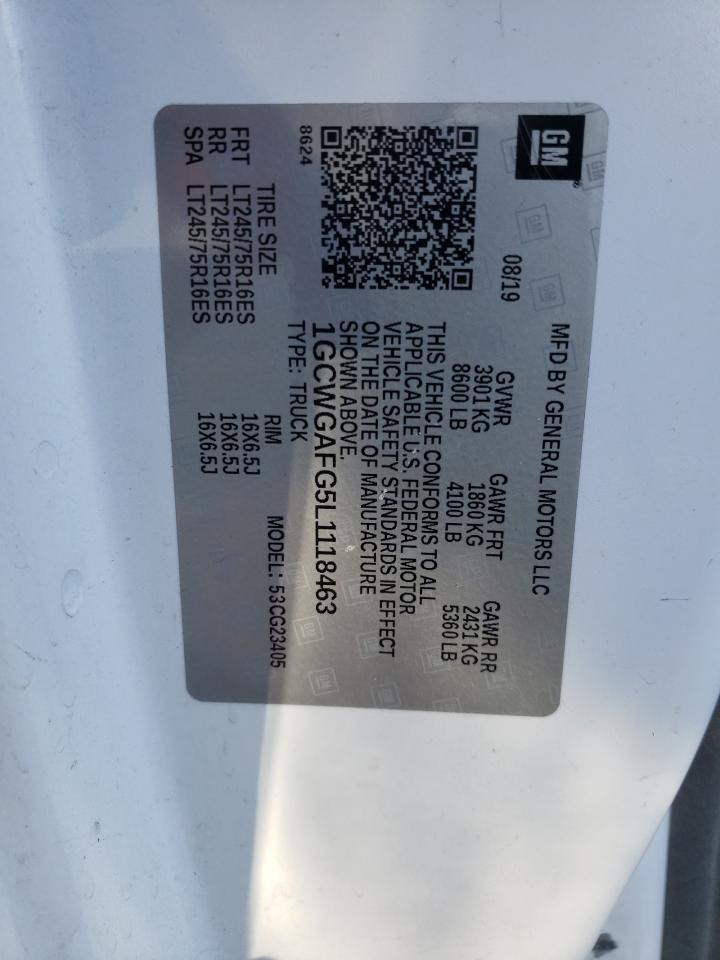 GM
MFD BY GENERAL MOTORS LLC
08/19
GVWR GAWR FRT GAWR RR
3901 KG 1860 KG 2431 KG
8600 LB 4100 LB 5360 LB
THIS VEHICLE CONFORMS TO ALL
APPLICABLE U.S. FEDERAL MOTOR
VEHICLE SAFETY STANDARDS IN EFFECT
ON THE DATE OF MANUFACTURE
SHOWN ABOVE.
1GCWGAFG5L1118463
8624
TYPE: TRUCK
MODEL: 53CG23405
TIRE SIZE RIM
FRT LT245/75R16ES 16X6.5J
RR LT245/75R16ES 16X6.5J
SPA LT245/75R16ES 16X6.5J